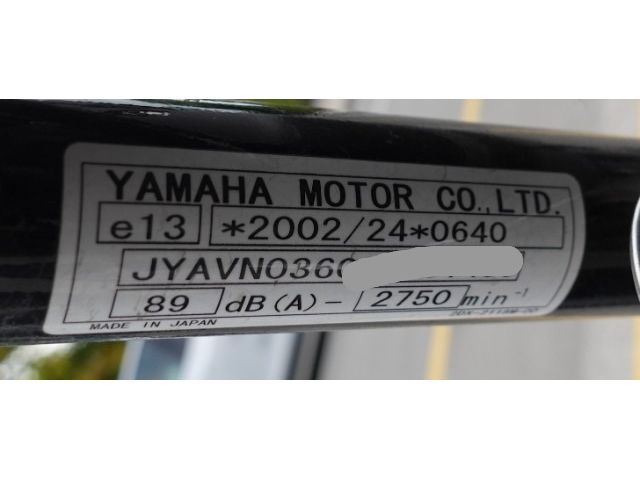 YAMAHA MOTOR CO.,LTD.
e13 *2002/24*0640
JYAVN036
89 dB(A)- 2750 min⁻¹
MADE IN JAPAN